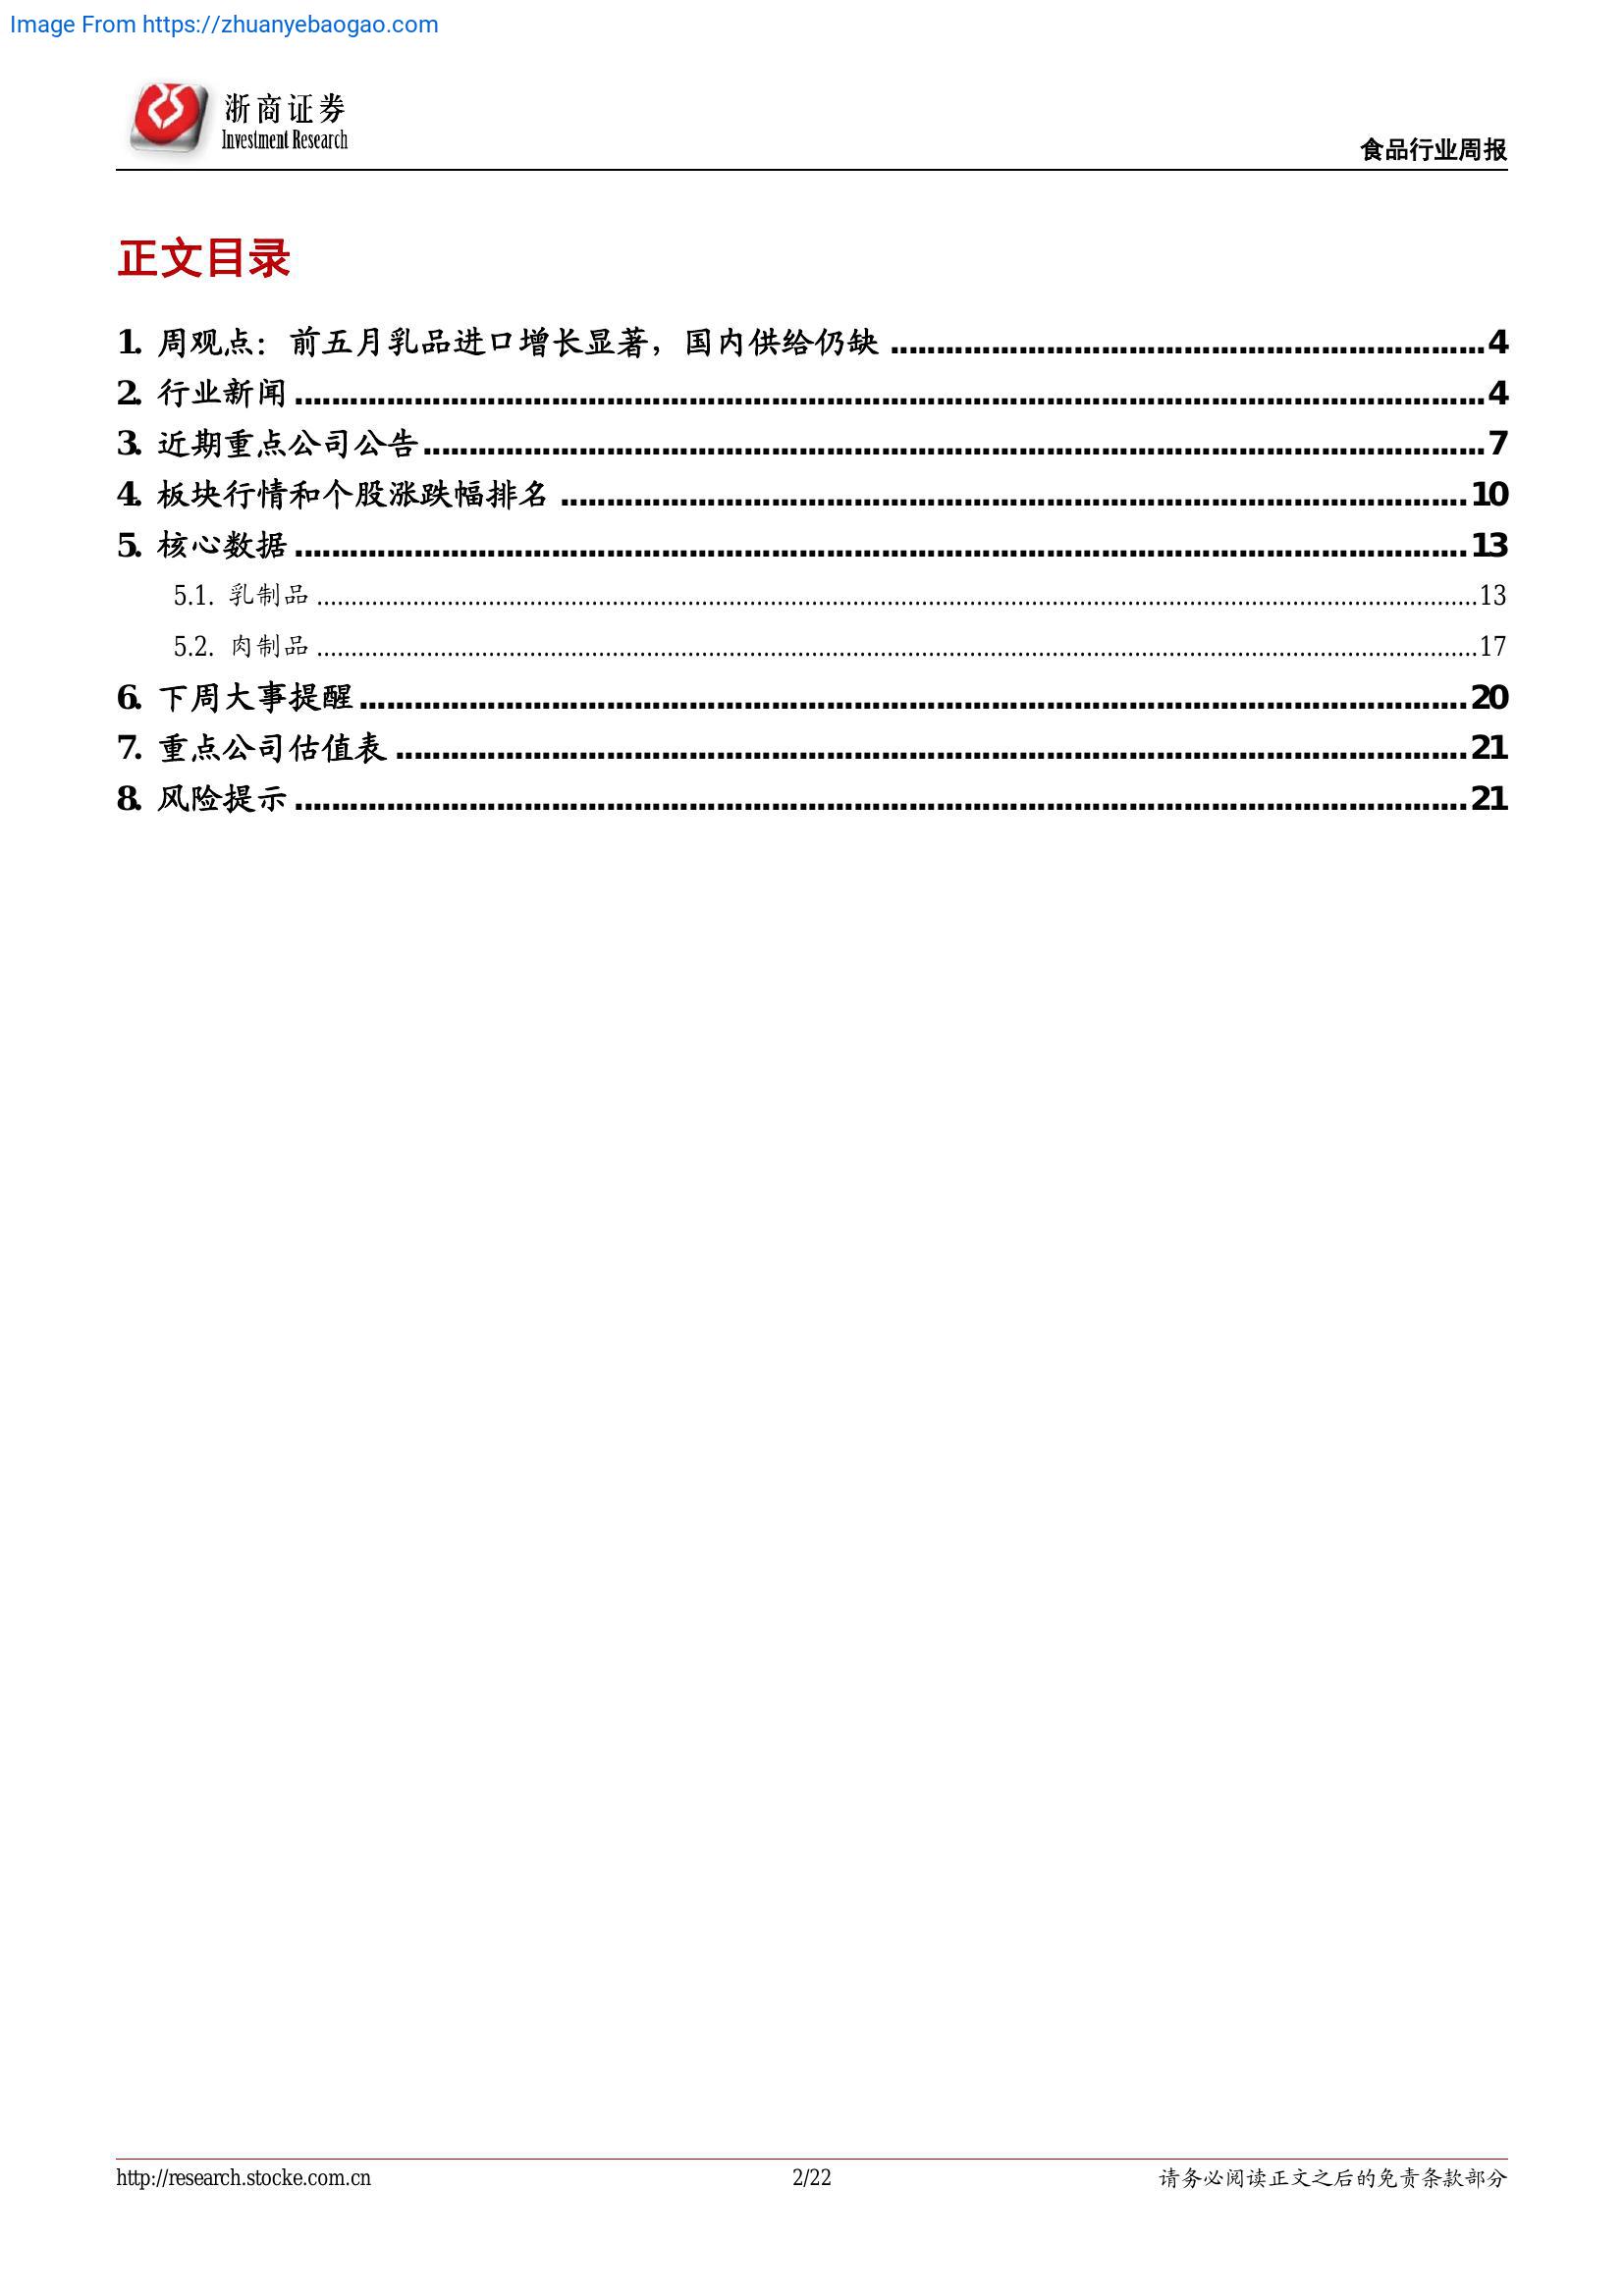 Image From https://zhuanyebaogao.com
浙商证券
Investment Research
食品行业周报
正文目录
1. 周观点：前五月乳品进口增长显著，国内供给仍缺 4
2. 行业新闻 4
3. 近期重点公司公告 7
4. 板块行情和个股涨跌幅排名 10
5. 核心数据 13
5.1. 乳制品 13
5.2. 肉制品 17
6. 下周大事提醒 20
7. 重点公司估值表 21
8. 风险提示 21
http://research.stocke.com.cn 2/22 请务必阅读正文之后的免责条款部分